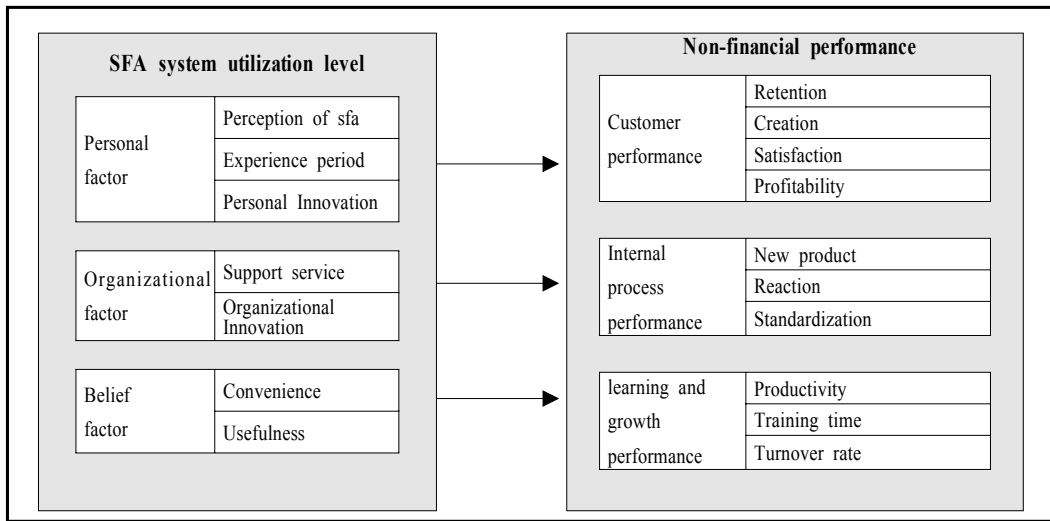 SFA system utilization level
Personal
factor
Perception of sfa
Experience period
Personal Innovation
Organizational
factor
Support service
Organizational
Innovation
Belief
factor
Convenience
Usefulness
Non-financial performance
Customer
performance
Retention
Creation
Satisfaction
Profitability
Internal
process
performance
New product
Reaction
Standardization
learning and
growth
performance
Productivity
Training time
Turnover rate